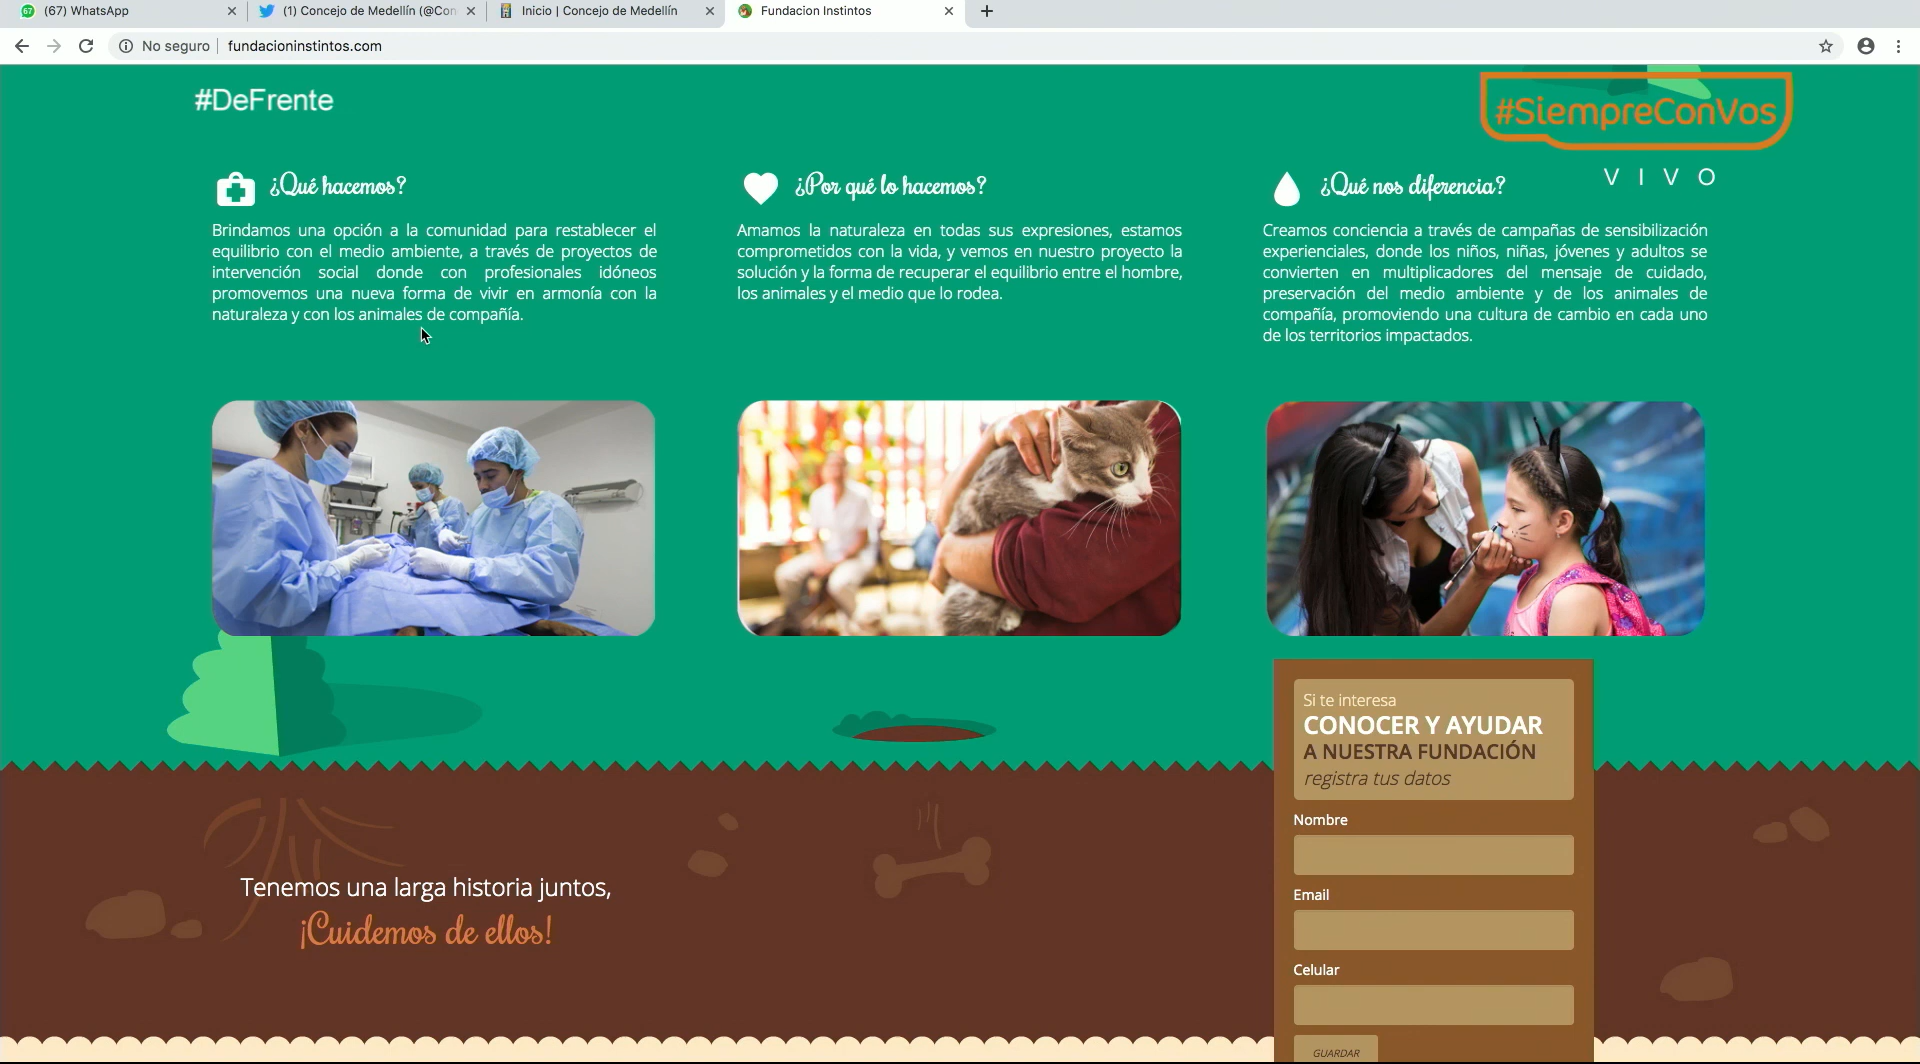 (67) WhatsApp
(1) Concejo de Medellín (@Con
Inicio | Concejo de Medellín
Fundacion Instintos
No seguro
fundacioninstintos.com
#DeFrente
#SiempreConVos
VIVO
¿Qué hacemos?
Brindamos una opción a la comunidad para restablecer el
equilibrio con el medio ambiente, a través de proyectos de
intervención social donde con profesionales idóneos
promovemos una nueva forma de vivir en armonía con la
naturaleza y con los animales de compañía.
¿Por qué lo hacemos?
Amamos la naturaleza en todas sus expresiones, estamos
comprometidos con la vida, y vemos en nuestro proyecto la
solución y la forma de recuperar el equilibrio entre el hombre,
los animales y el medio que lo rodea.
¿Qué nos diferencia?
Creamos conciencia a través de campañas de sensibilización
experienciales, donde los niños, niñas, jóvenes y adultos se
convierten en multiplicadores del mensaje de cuidado,
preservación del medio ambiente y de los animales de
compañía, promoviendo una cultura de cambio en cada uno
de los territorios impactados.
Tenemos una larga historia juntos,
¡Cuidemos de ellos!
Si te interesa
CONOCER Y AYUDAR
A NUESTRA FUNDACIÓN
registra tus datos
Nombre
Email
Celular
GUARDAR